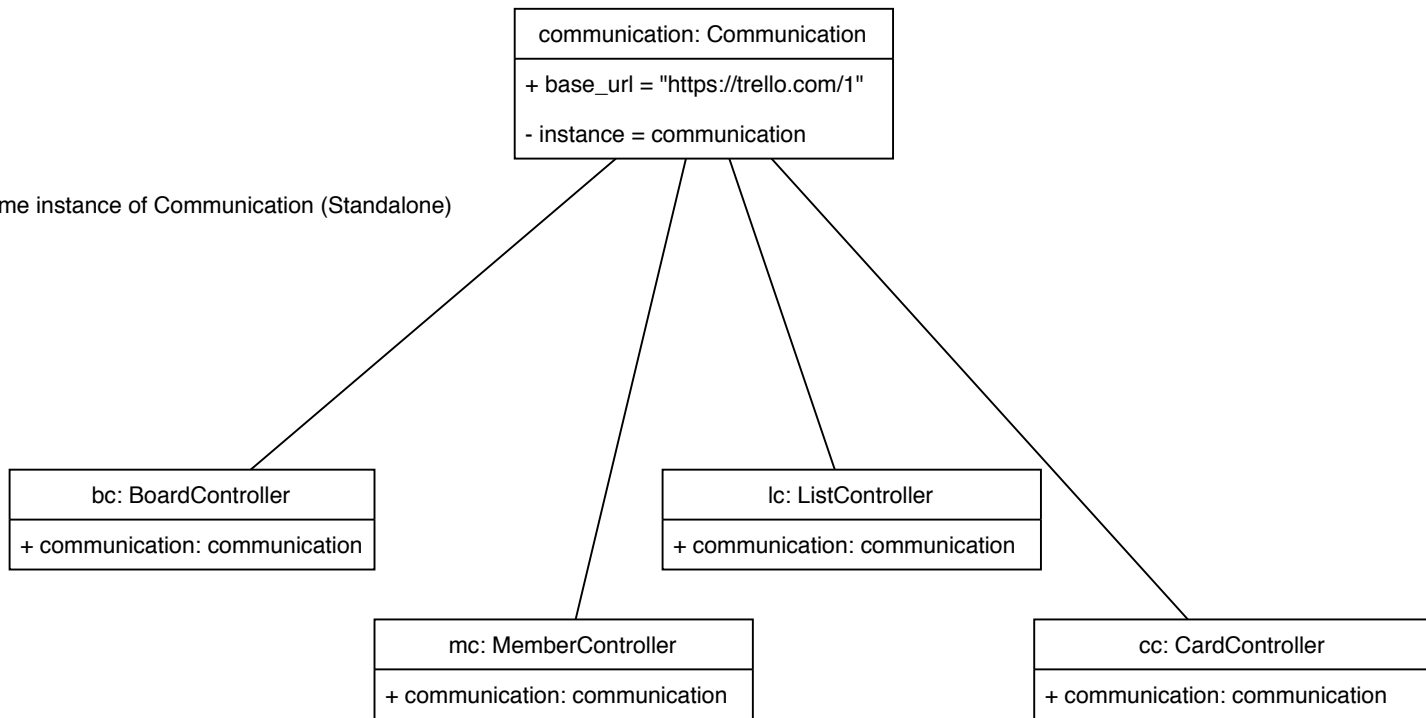 communication: Communication
+ base_url = "https://trello.com/1"
- instance = communication
instance of Communication (Standalone)
bc: BoardController
+ communication: communication
lc: ListController
+ communication: communication
mc: MemberController
+ communication: communication
cc: CardController
+ communication: communication